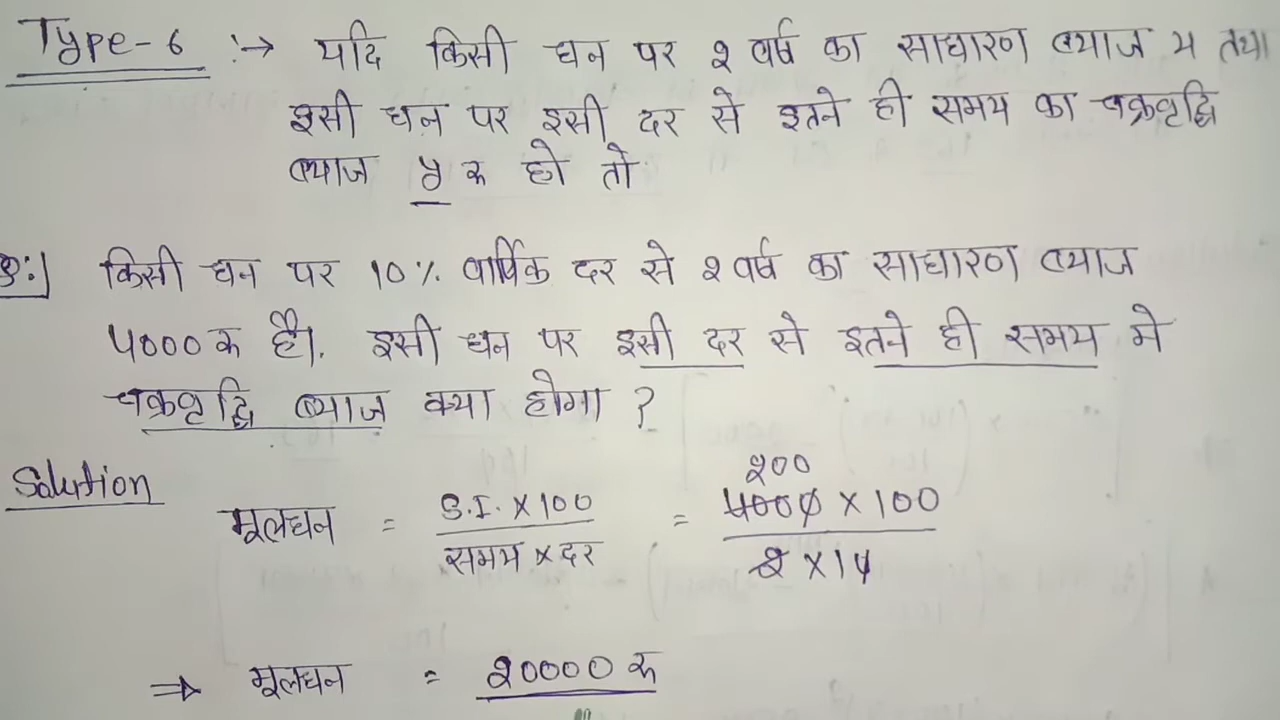 Type-6 :→ यदि किसी धन पर 2 वर्ष का साधारण ब्याज x तथा
इसी धन पर इसी दर से इतने ही समय का चक्रवृद्धि
ब्याज y रु हो तो
किसी धन पर 10% वार्षिक दर से 2 वर्ष का साधारण ब्याज
4000 रु है। इसी धन पर इसी दर से इतने ही समय मे
चक्रवृद्धि ब्याज क्या होगा ?
Solution
200
मूलधन = S.I. × 100 / समय × दर = 4000 × 100 / 2 × 10
⇒ मूलधन = 20000 रु